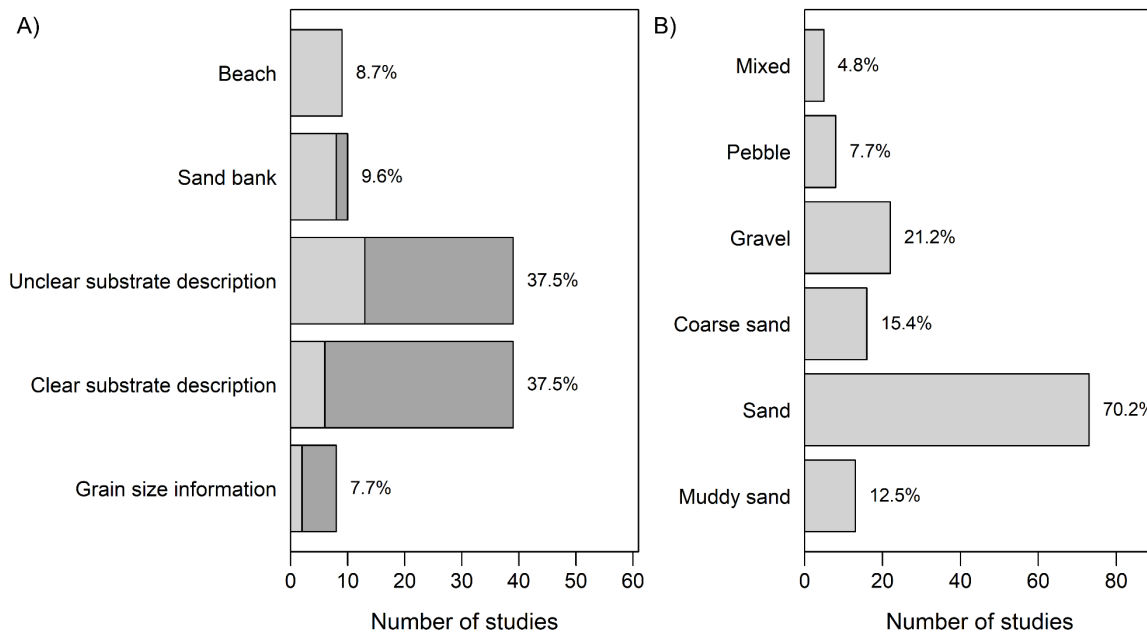 A)
Beach
8.7%
Sand bank
9.6%
Unclear substrate description
37.5%
Clear substrate description
37.5%
Grain size information
7.7%
0 10 20 30 40 50 60
Number of studies
B)
Mixed
4.8%
Pebble
7.7%
Gravel
21.2%
Coarse sand
15.4%
Sand
70.2%
Muddy sand
12.5%
0 20 40 60 80
Number of studies